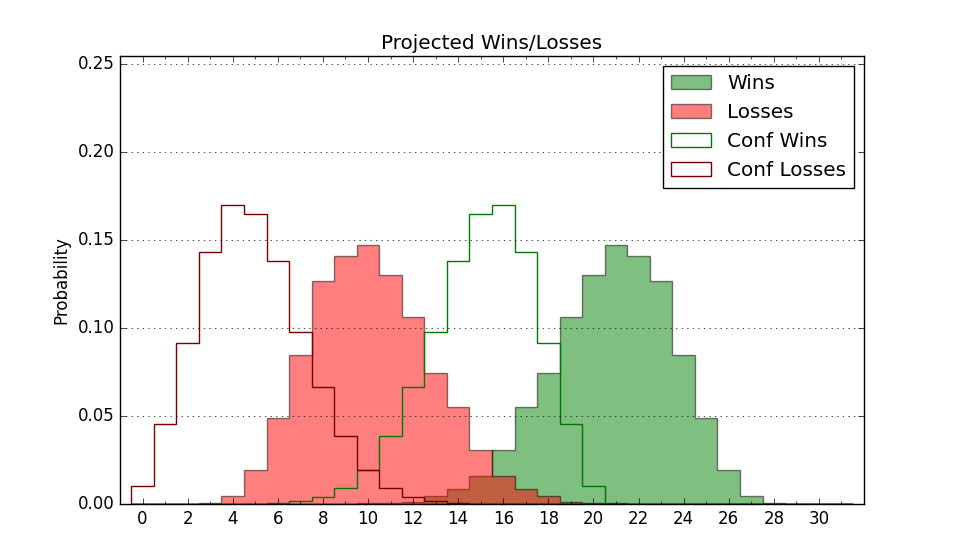 Projected Wins/Losses
0.25
0.20
0.15
0.10
0.05
0.00
Probability
Wins
Losses
Conf Wins
Conf Losses
0 2 4 6 8 10 12 14 16 18 20 22 24 26 28 30